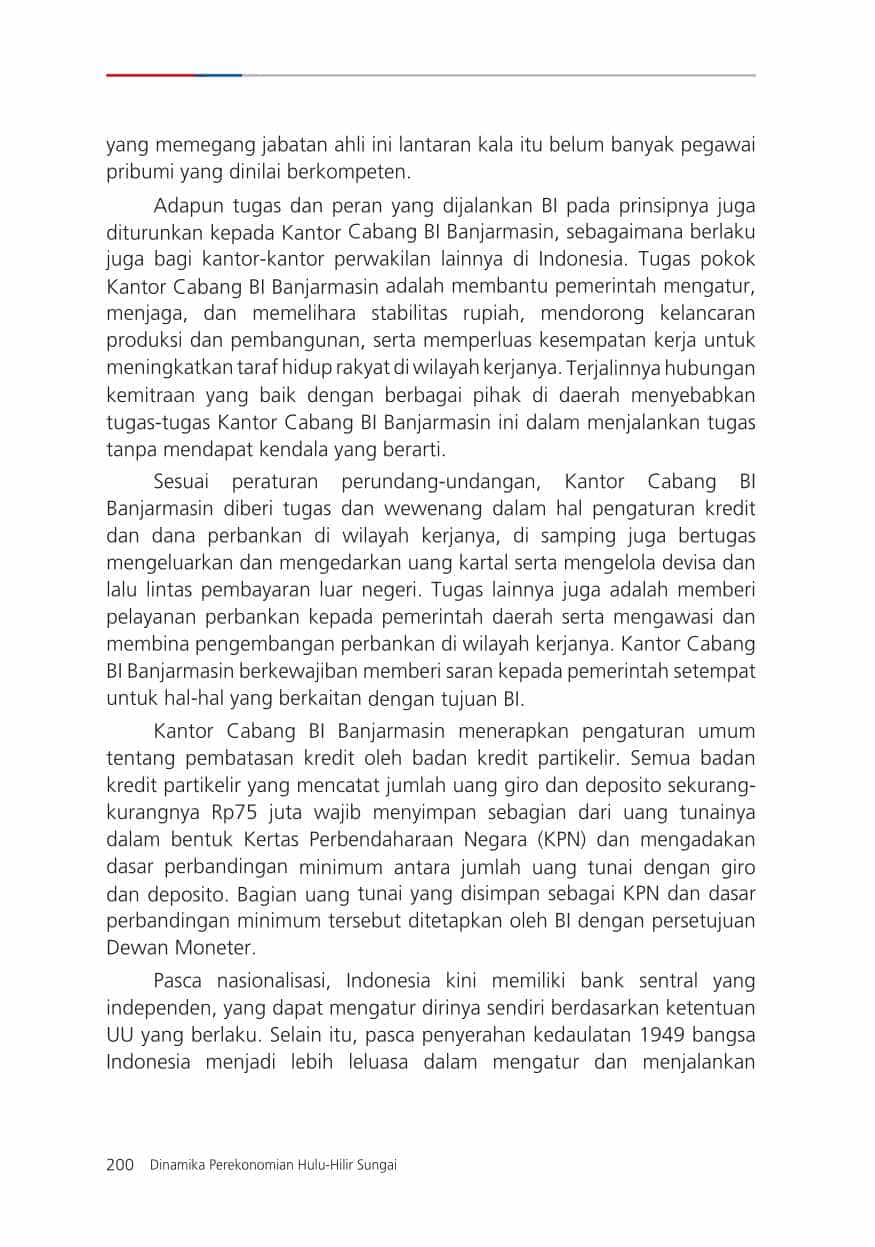 yang memegang jabatan ahli ini lantaran kala itu belum banyak pegawai
pribumi yang dinilai berkompeten.
Adapun tugas dan peran yang dijalankan BI pada prinsipnya juga
diturunkan kepada Kantor Cabang BI Banjarmasin, sebagaimana berlaku
juga bagi kantor-kantor perwakilan lainnya di Indonesia. Tugas pokok
Kantor Cabang BI Banjarmasin adalah membantu pemerintah mengatur,
menjaga, dan memelihara stabilitas rupiah, mendorong kelancaran
produksi dan pembangunan, serta memperluas kesempatan kerja untuk
meningkatkan taraf hidup rakyat di wilayah kerjanya. Terjalinnya hubungan
kemitraan yang baik dengan berbagai pihak di daerah menyebabkan
tugas-tugas Kantor Cabang BI Banjarmasin ini dalam menjalankan tugas
tanpa mendapat kendala yang berarti.
Sesuai peraturan perundang-undangan, Kantor Cabang BI
Banjarmasin diberi tugas dan wewenang dalam hal pengaturan kredit
dan dana perbankan di wilayah kerjanya, di samping juga bertugas
mengeluarkan dan mengedarkan uang kartal serta mengelola devisa dan
lalu lintas pembayaran luar negeri. Tugas lainnya juga adalah memberi
pelayanan perbankan kepada pemerintah daerah serta mengawasi dan
membina pengembangan perbankan di wilayah kerjanya. Kantor Cabang
BI Banjarmasin berkewajiban memberi saran kepada pemerintah setempat
untuk hal-hal yang berkaitan dengan tujuan BI.
Kantor Cabang BI Banjarmasin menerapkan pengaturan umum
tentang pembatasan kredit oleh badan kredit partikelir. Semua badan
kredit partikelir yang mencatat jumlah uang giro dan deposito sekurang-
kurangnya Rp75 juta wajib menyimpan sebagian dari uang tunainya
dalam bentuk Kertas Perbendaharaan Negara (KPN) dan mengadakan
dasar perbandingan minimum antara jumlah uang tunai dengan giro
dan deposito. Bagian uang tunai yang disimpan sebagai KPN dan dasar
perbandingan minimum tersebut ditetapkan oleh BI dengan persetujuan
Dewan Moneter.
Pasca nasionalisasi, Indonesia kini memiliki bank sentral yang
independen, yang dapat mengatur dirinya sendiri berdasarkan ketentuan
UU yang berlaku. Selain itu, pasca penyerahan kedaulatan 1949 bangsa
Indonesia menjadi lebih leluasa dalam mengatur dan menjalankan
200 Dinamika Perekonomian Hulu-Hilir Sungai